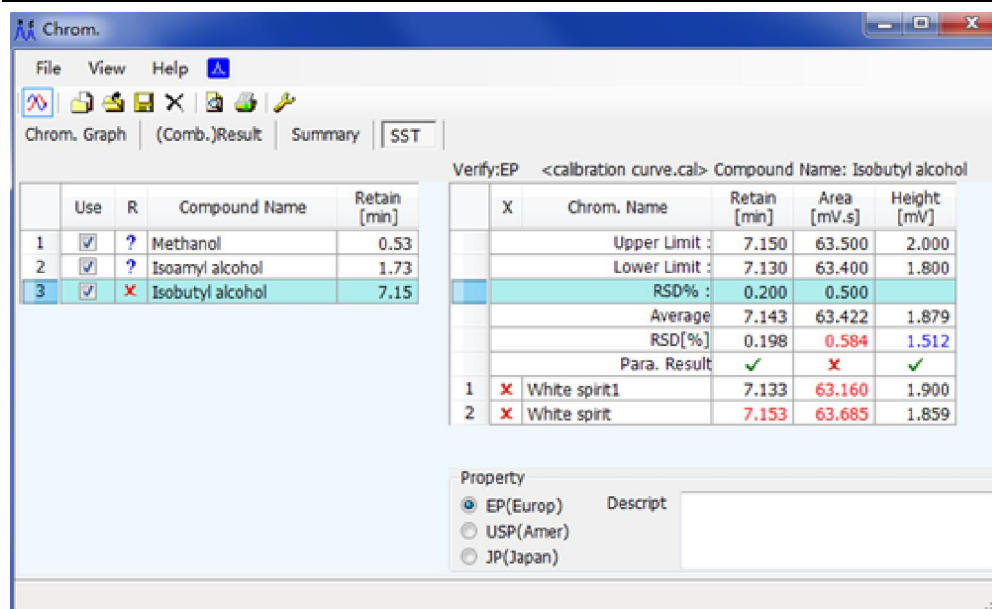 Chrom.
File View Help
Chrom. Graph (Comb.)Result Summary SST
Verify:EP <calibration curve.cal> Compound Name: Isobutyl alcohol
Use R Compound Name Retain [min]
1 ? Methanol 0.53
2 ? Isoamyl alcohol 1.73
3 x Isobutyl alcohol 7.15
X Chrom. Name Retain [min] Area [mV.s] Height [mV]
Upper Limit : 7.150 63.500 2.000
Lower Limit : 7.130 63.400 1.800
RSD% : 0.200 0.500
Average 7.143 63.422 1.879
RSD[%] 0.198 0.584 1.512
Para. Result ✓ x ✓
1 x White spirit1 7.133 63.160 1.900
2 x White spirit 7.153 63.685 1.859
Property
EP(Europ) Descript
USP(Amer)
JP(Japan)